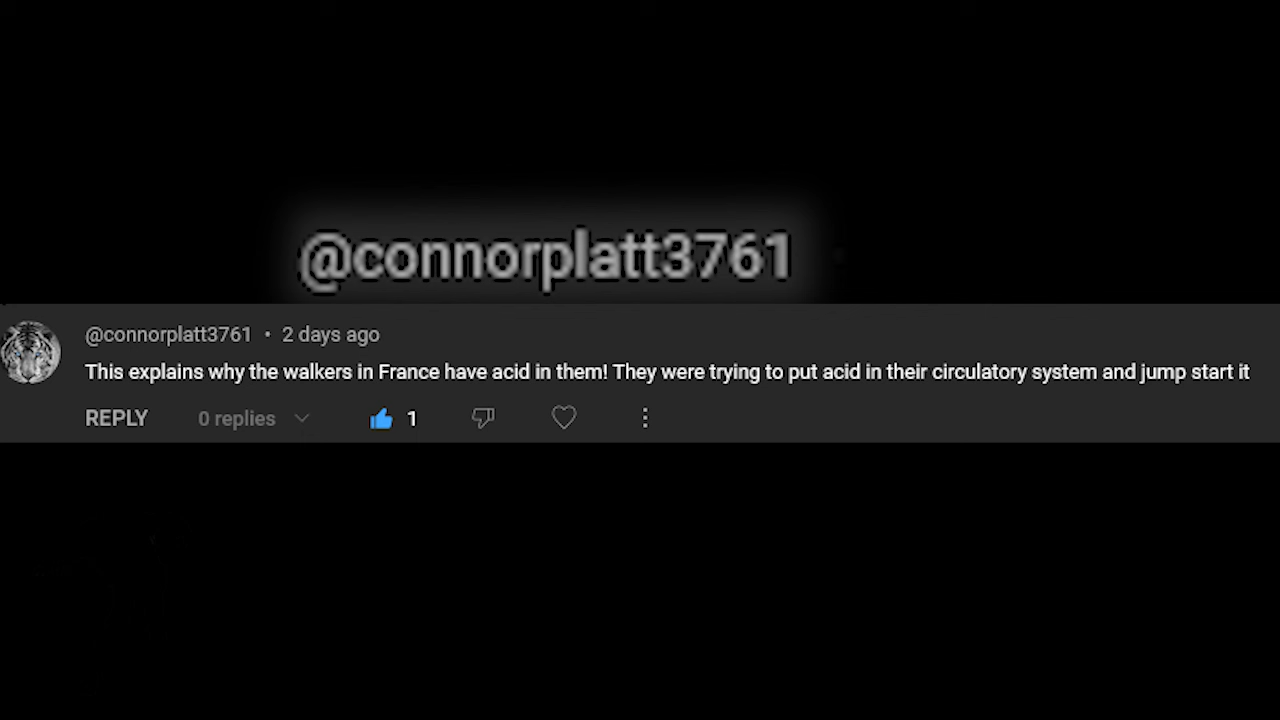 @connorplatt3761
@connorplatt3761 • 2 days ago
This explains why the walkers in France have acid in them! They were trying to put acid in their circulatory system and jump start it
REPLY 0 replies 1